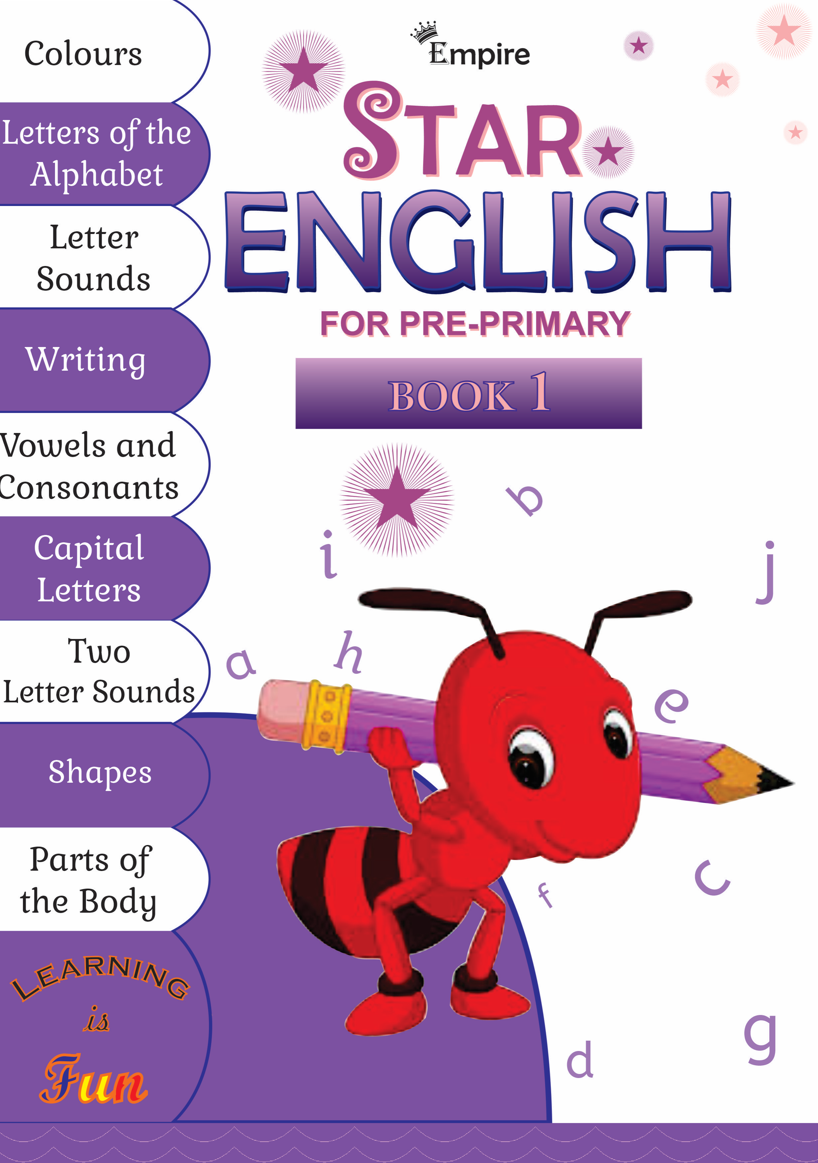 Empire
STAR
ENGLISH
FOR PRE-PRIMARY
BOOK 1
Colours
Letters of the
Alphabet
Letter
Sounds
Writing
Vowels and
Consonants
Capital
Letters
Two
Letter Sounds
Shapes
Parts of
the Body
LEARNING
is
Fun
b
i
j
h
a
e
c
f
g
d